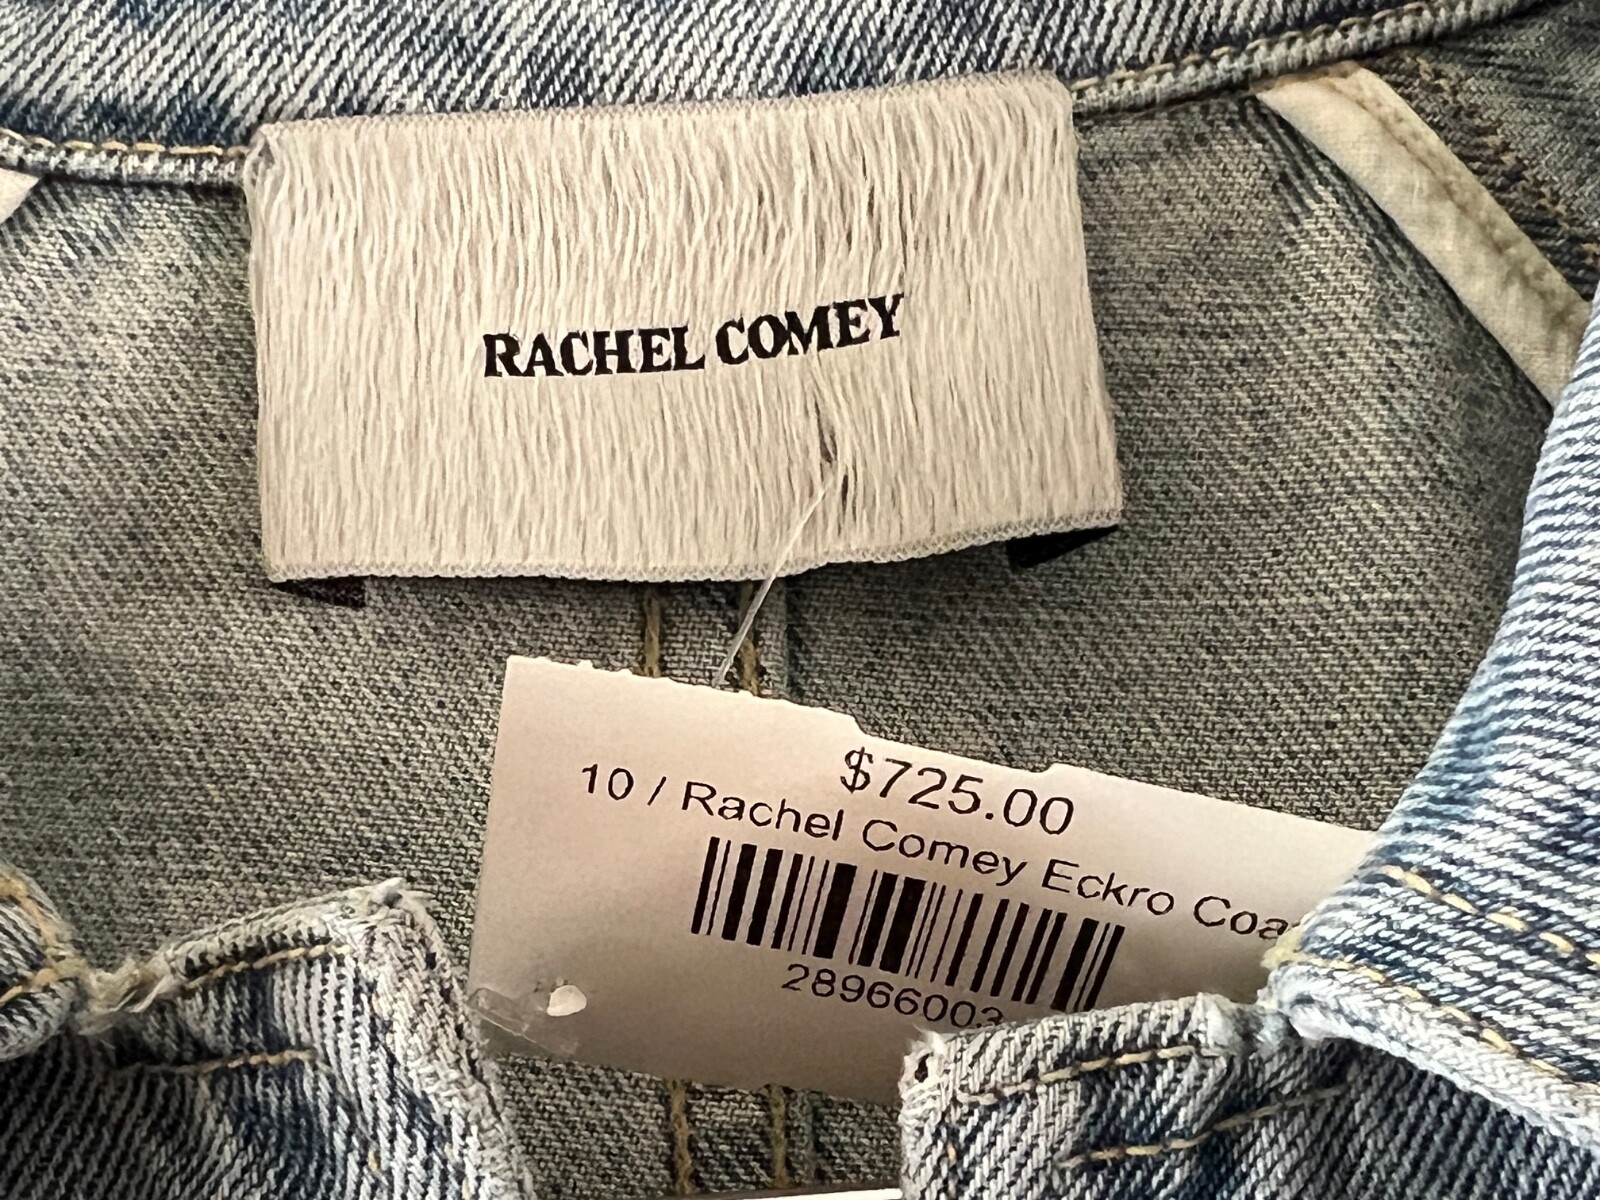 RACHEL COMEY
$725.00
10 / Rachel Comey Eckro Coa
28966003